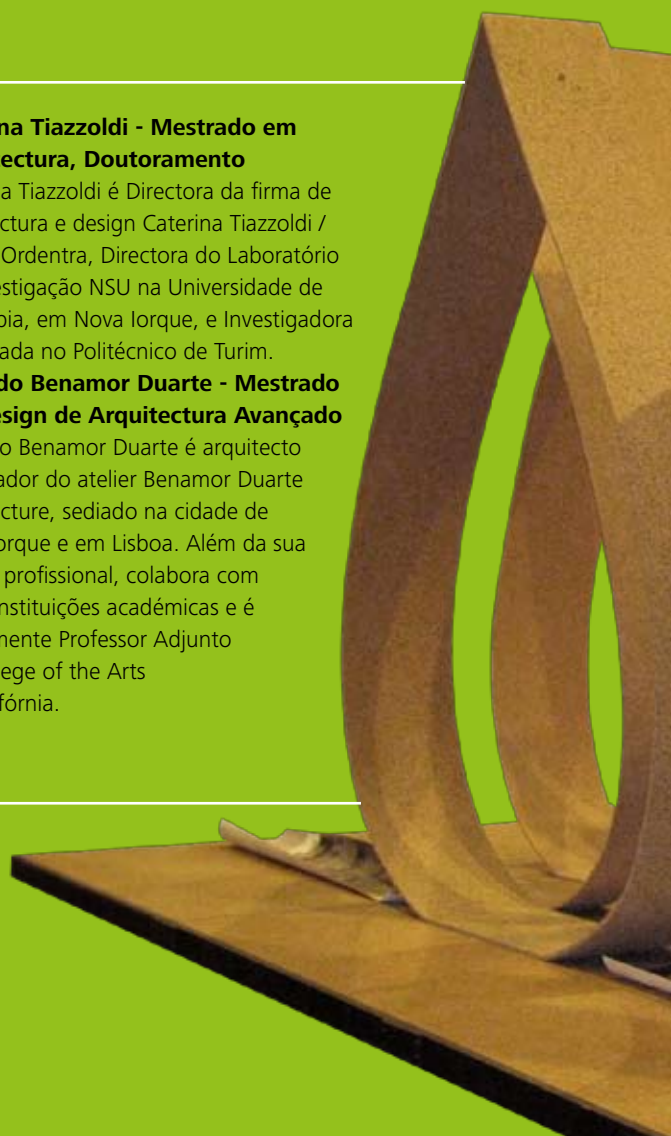 na Tiazzoldi - Mestrado em
tectura, Doutoramento
a Tiazzoldi é Directora da firma de
ctura e design Caterina Tiazzoldi /
Ordentra, Directora do Laboratório
estigação NSU na Universidade de
bia, em Nova Iorque, e Investigadora
ada no Politécnico de Turim.
do Benamor Duarte - Mestrado
esign de Arquitectura Avançado
o Benamor Duarte é arquitecto
ador do atelier Benamor Duarte
cture, sediado na cidade de
orque e em Lisboa. Além da sua
profissional, colabora com
nstituições académicas e é
mente Professor Adjunto
ege of the Arts
fórnia.